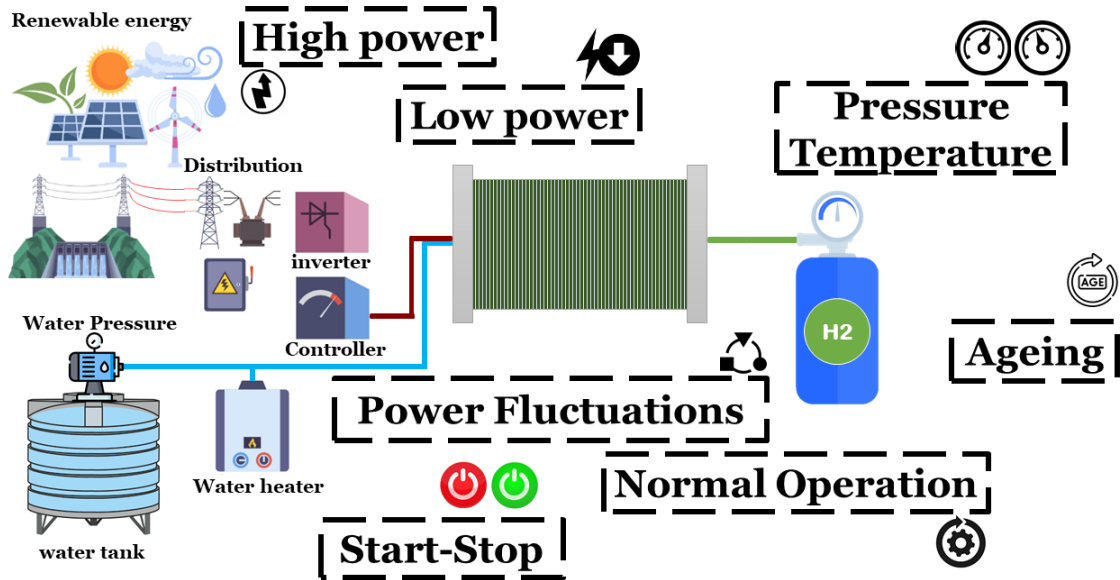 Renewable energy
High power
Low power
Pressure
Temperature
Distribution
inverter
Controller
Water Pressure
H2
AGE
Ageing
Power Fluctuations
Water heater
Normal Operation
Start-Stop
water tank